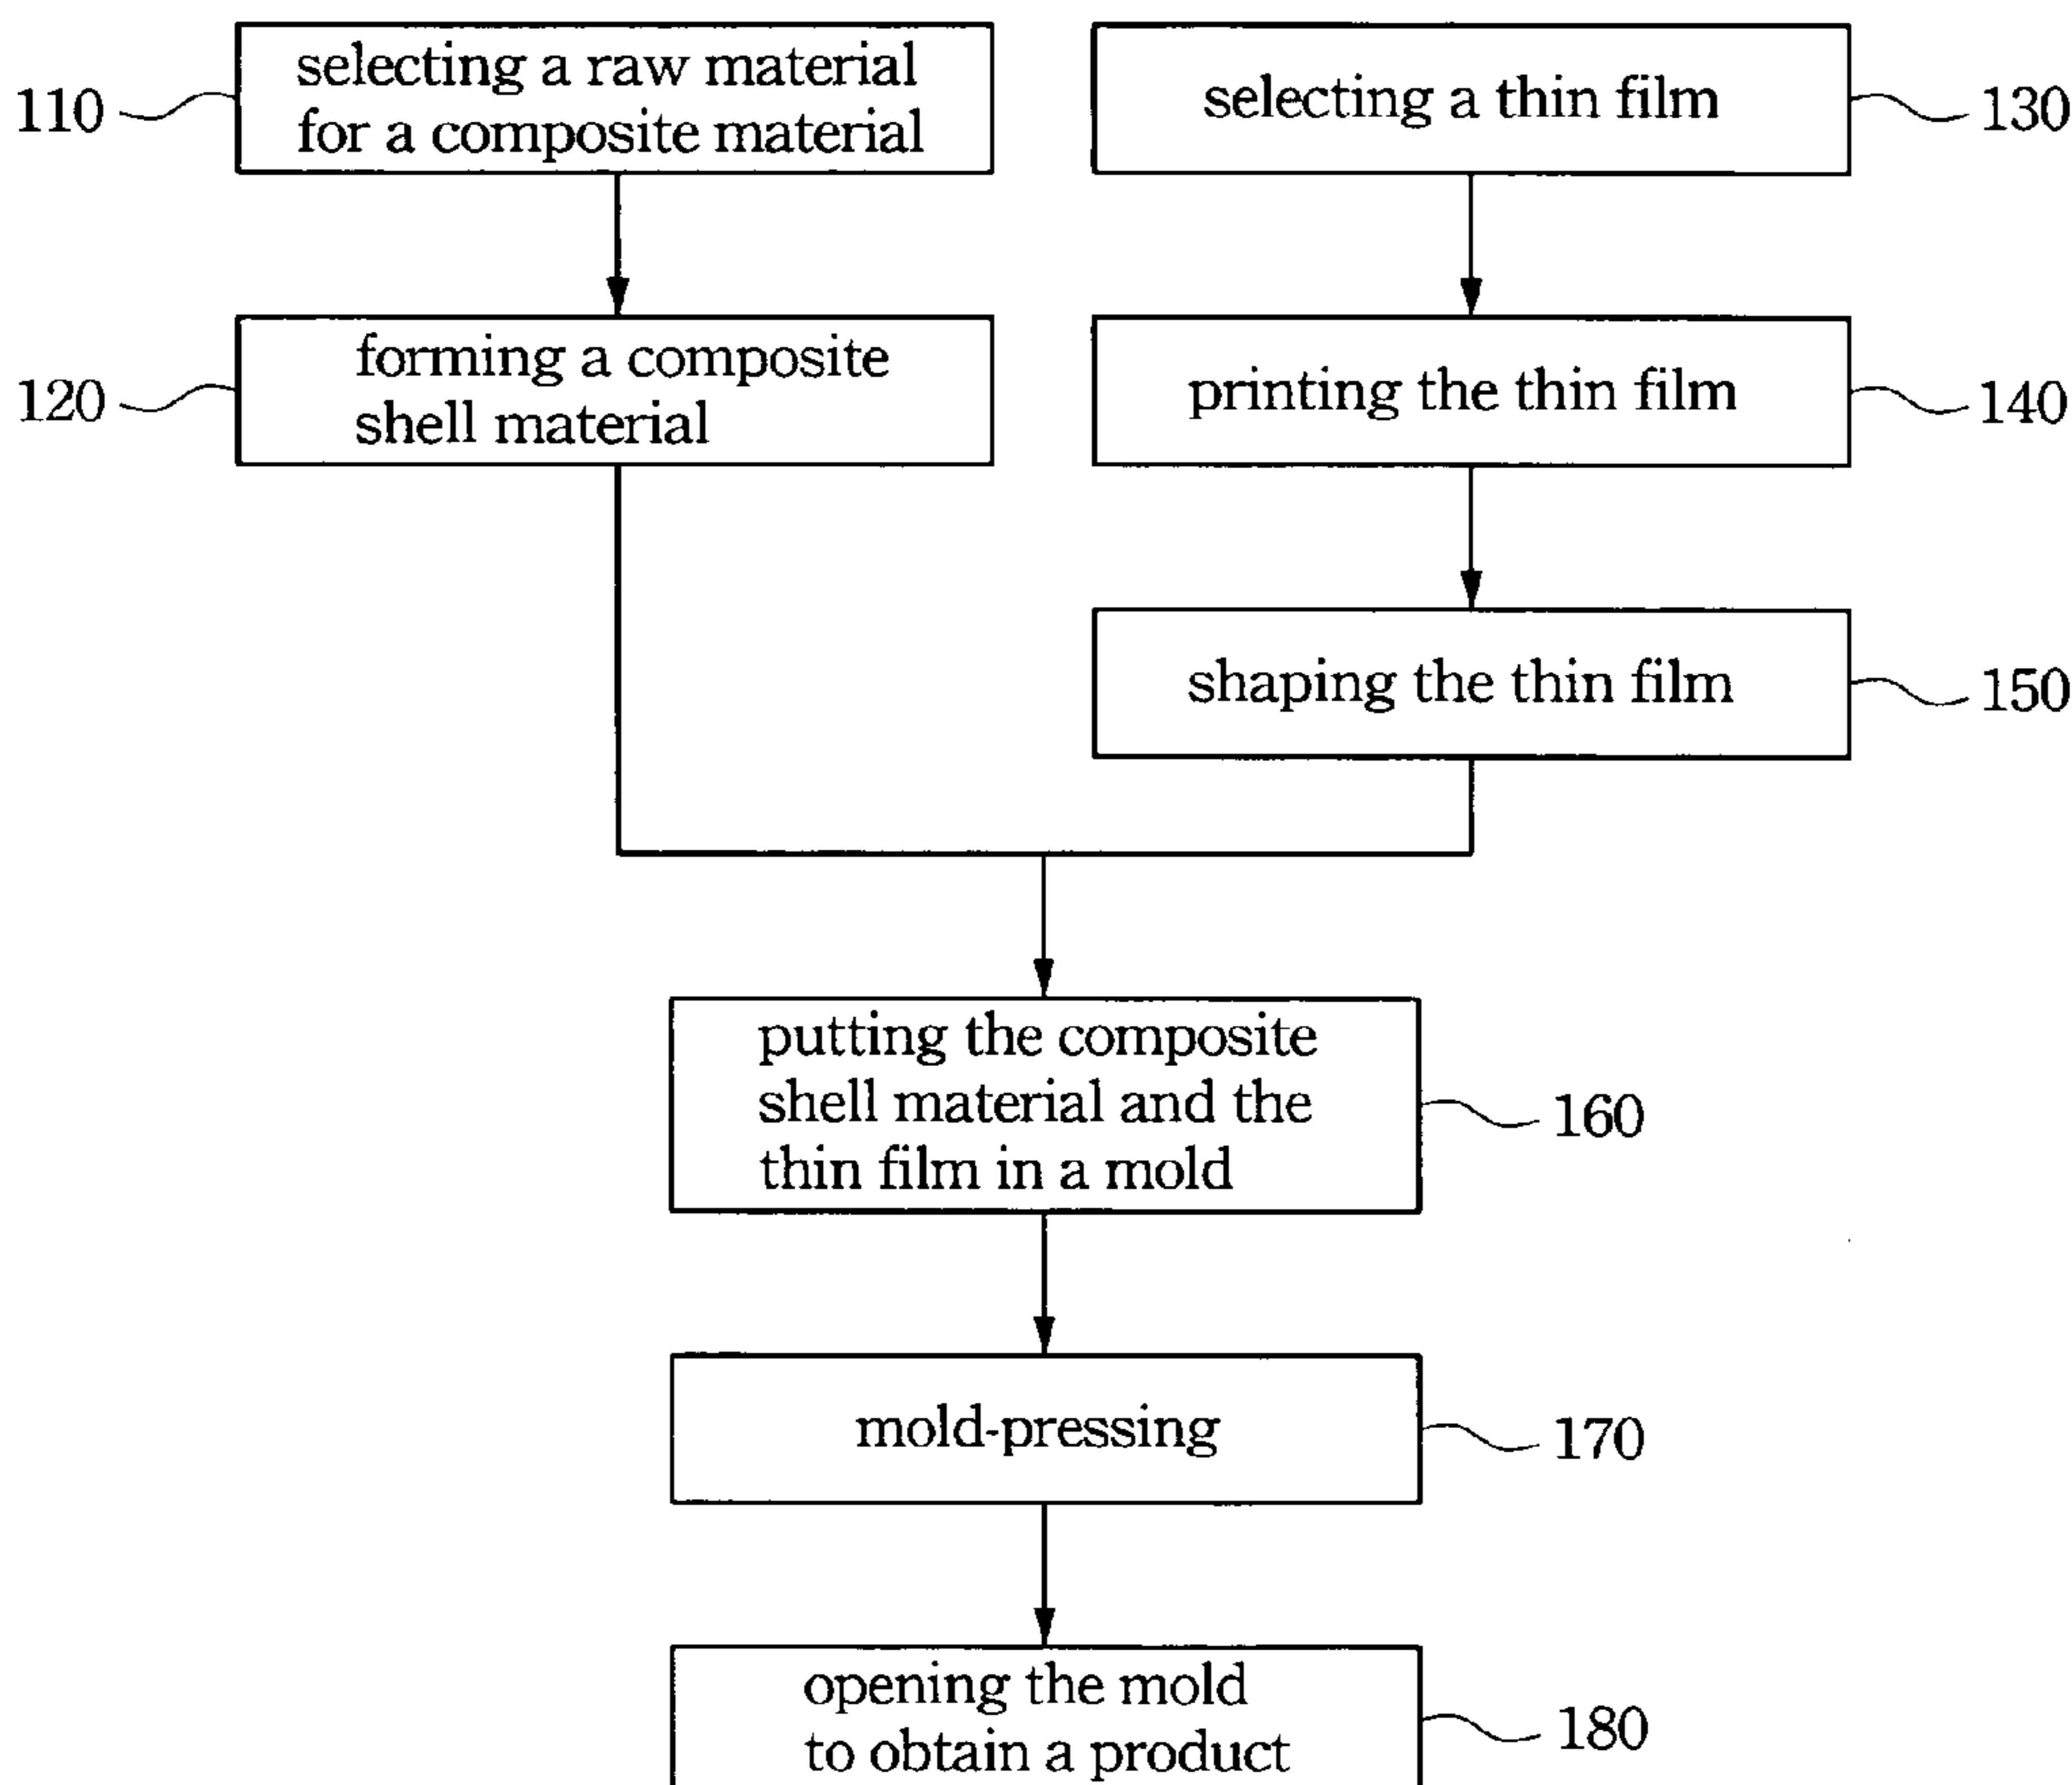 110
selecting a raw material
for a composite material
selecting a thin film
130
120
forming a composite
shell material
printing the thin film
140
shaping the thin film
150
putting the composite
shell material and the
thin film in a mold
160
mold-pressing
170
opening the mold
to obtain a product
180